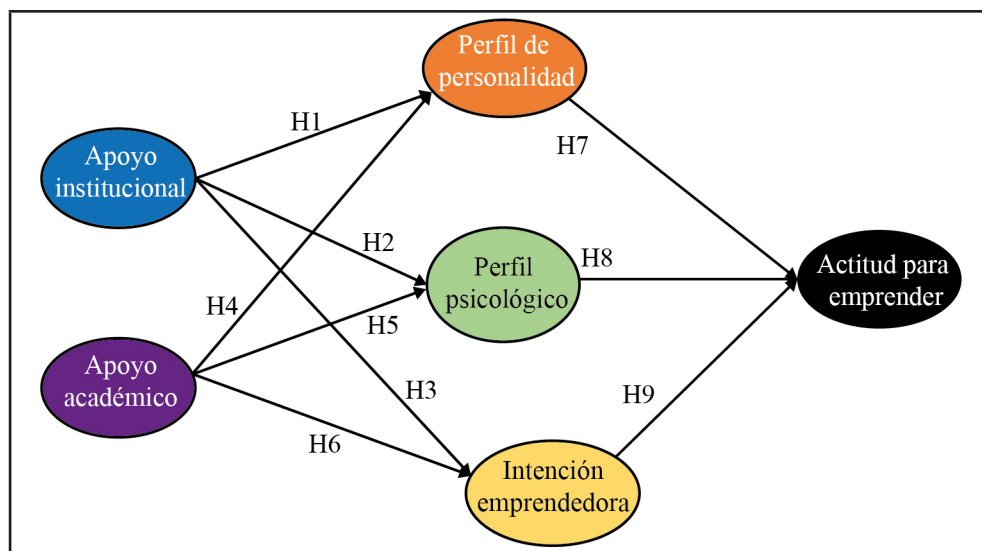 Perfil de
personalidad
H1
H7
Apoyo
institucional
H2
H4
Perfil
psicológico
H8
Actitud para
emprender
H5
Apoyo
académico
H3
H9
H6
Intención
emprendedora